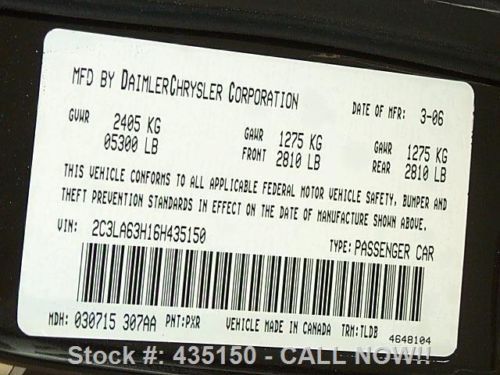 MFD BY DAIMLERCHRYSLER CORPORATION
DATE OF MFR: 3-06
GVWR 2405 KG
05300 LB
GAWR 1275 KG
FRONT 2810 LB
GAWR 1275 KG
REAR 2810 LB
THIS VEHICLE CONFORMS TO ALL APPLICABLE FEDERAL MOTOR VEHICLE SAFETY, BUMPER AND
THEFT PREVENTION STANDARDS IN EFFECT ON THE DATE OF MANUFACTURE SHOWN ABOVE.
VIN: 2C3LA63H16H435150
TYPE: PASSENGER CAR
MDH: 030715 307AA PNT:PXR VEHICLE MADE IN CANADA TRM:TLDB
4648104
Stock #: 435150 - CALL NOW!!